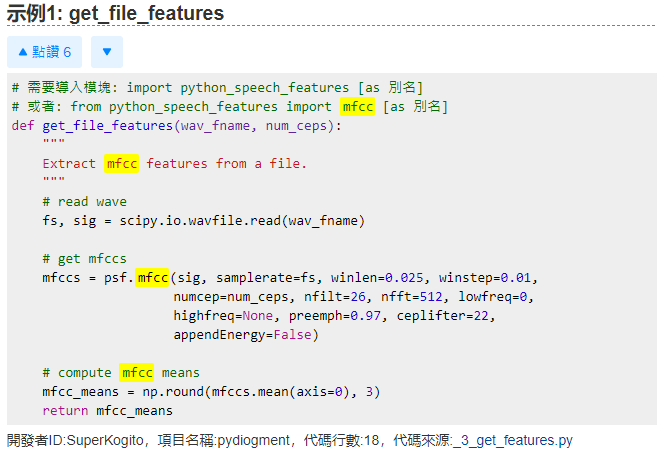 示例1: get_file_features
▲ 點讚 6 ▼
# 需要導入模塊: import python_speech_features [as 別名]
# 或者: from python_speech_features import mfcc [as 別名]
def get_file_features(wav_fname, num_ceps):
    """
    Extract mfcc features from a file.
    """
    # read wave
    fs, sig = scipy.io.wavfile.read(wav_fname)

    # get mfccs
    mfccs = psf.mfcc(sig, samplerate=fs, winlen=0.025, winstep=0.01,
                     numcep=num_ceps, nfilt=26, nfft=512, lowfreq=0,
                     highfreq=None, preemph=0.97, ceplifter=22,
                     appendEnergy=False)

    # compute mfcc means
    mfcc_means = np.round(mfccs.mean(axis=0), 3)
    return mfcc_means
開發者ID:SuperKogito，項目名稱:pydiogment，代碼行數:18，代碼來源:_3_get_features.py